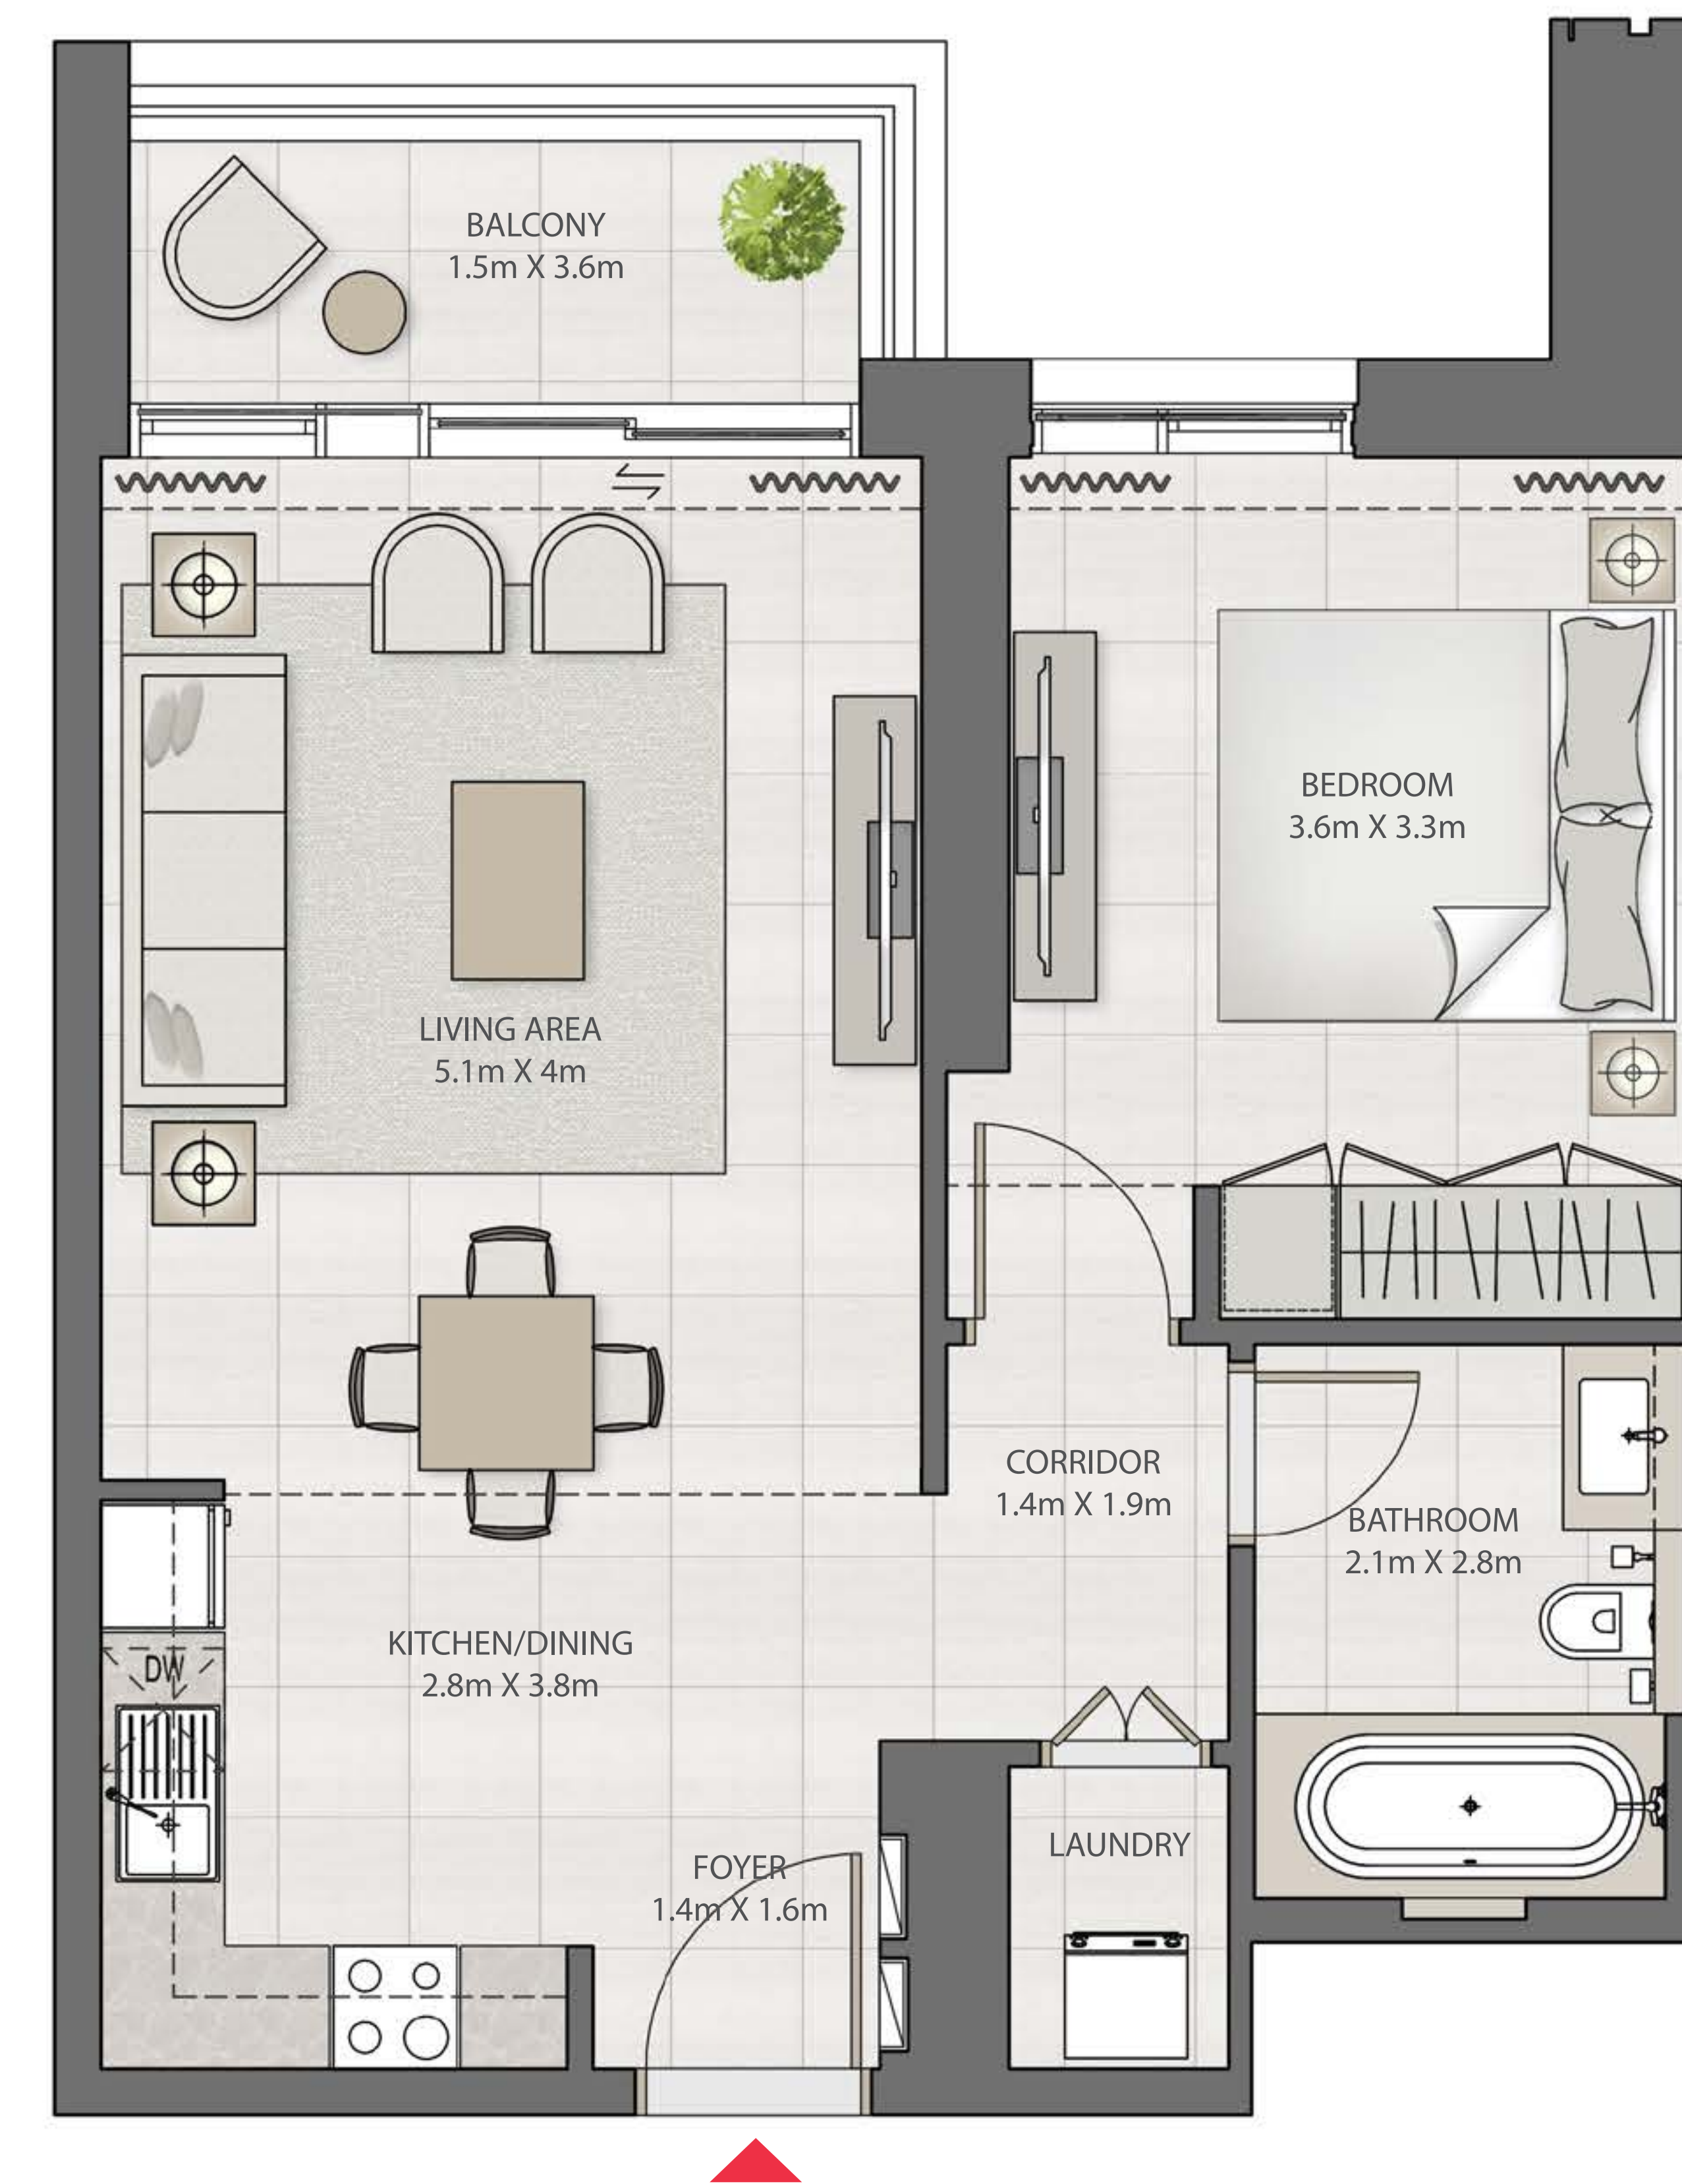 BALCONY
1.5m X 3.6m
BEDROOM
3.6m X 3.3m
LIVING AREA
5.1m X 4m
CORRIDOR
1.4m X 1.9m
BATHROOM
2.1m X 2.8m
KITCHEN/DINING
2.8m X 3.8m
DW
LAUNDRY
FOYER
1.4m X 1.6m